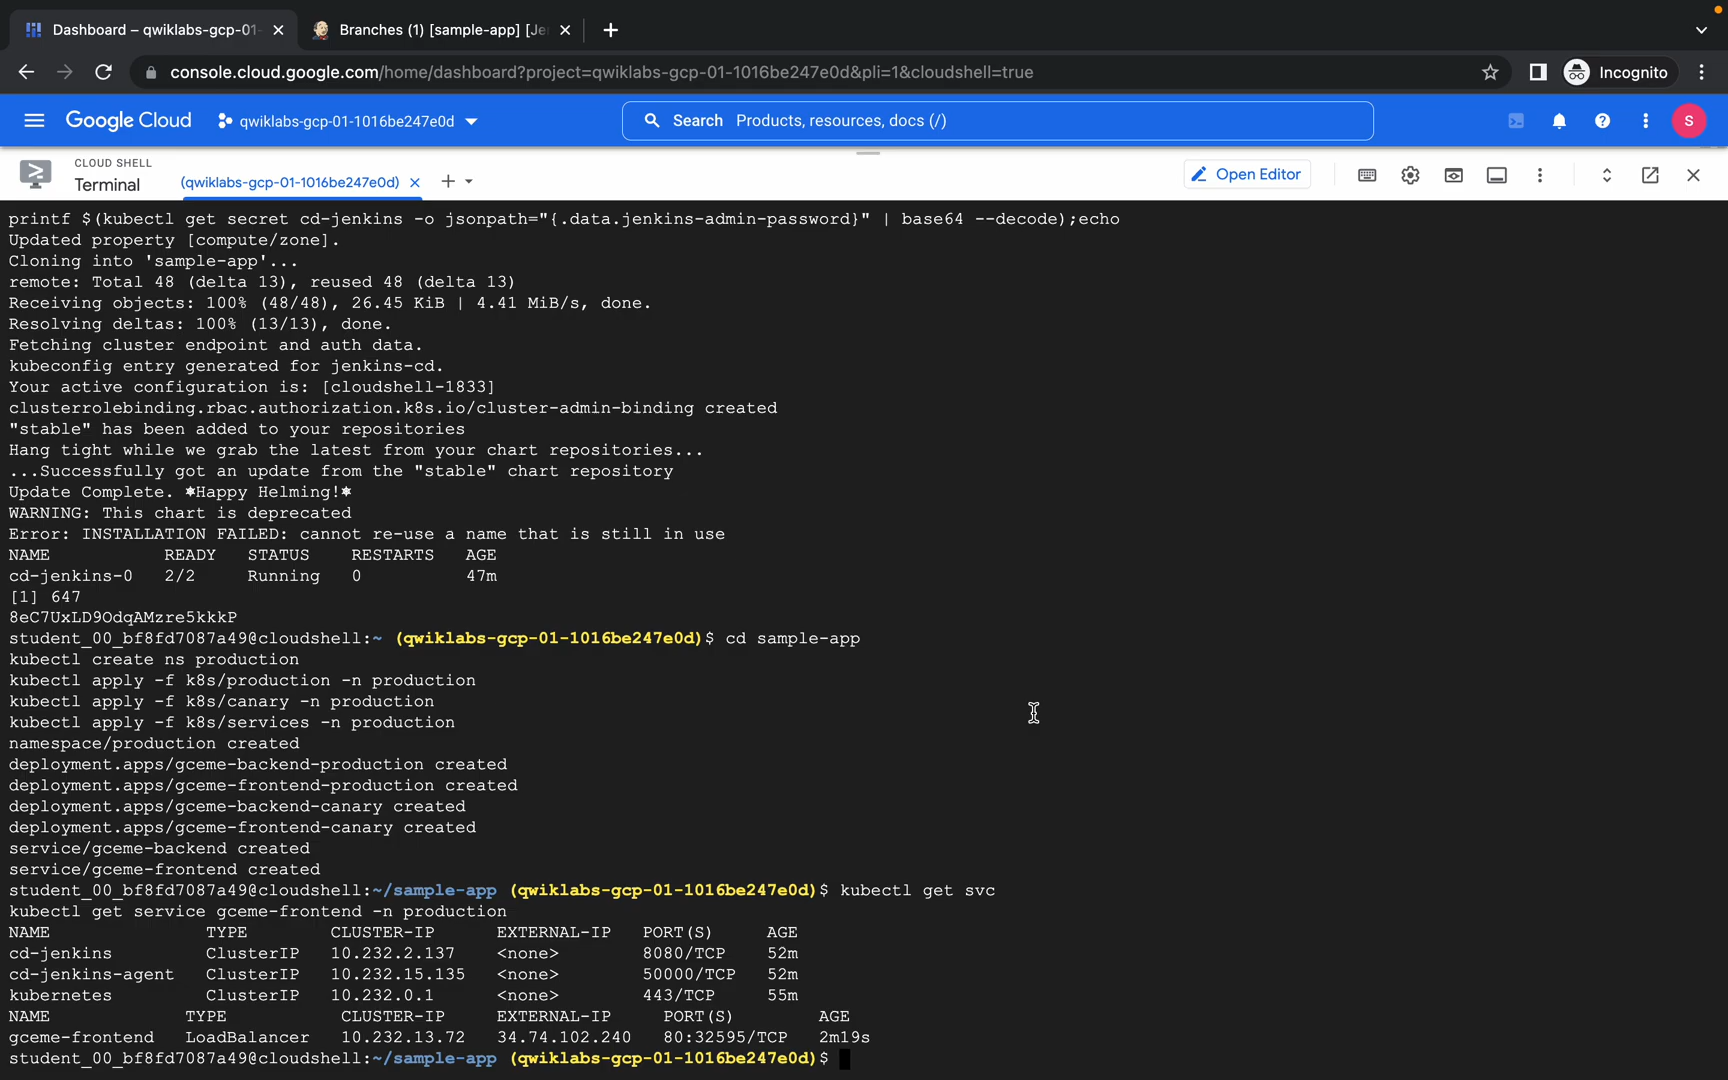 Dashboard – qwiklabs-gcp-01-
Branches (1) [sample-app] [Je
console.cloud.google.com/home/dashboard?project=qwiklabs-gcp-01-1016be247e0d&pli=1&cloudshell=true
Incognito
Google Cloud
qwiklabs-gcp-01-1016be247e0d
Search Products, resources, docs (/)
S
CLOUD SHELL
Terminal
(qwiklabs-gcp-01-1016be247e0d)
Open Editor
printf $(kubectl get secret cd-jenkins -o jsonpath="{.data.jenkins-admin-password}" | base64 --decode);echo
Updated property [compute/zone].
Cloning into 'sample-app'...
remote: Total 48 (delta 13), reused 48 (delta 13)
Receiving objects: 100% (48/48), 26.45 KiB | 4.41 MiB/s, done.
Resolving deltas: 100% (13/13), done.
Fetching cluster endpoint and auth data.
kubeconfig entry generated for jenkins-cd.
Your active configuration is: [cloudshell-1833]
clusterrolebinding.rbac.authorization.k8s.io/cluster-admin-binding created
"stable" has been added to your repositories
Hang tight while we grab the latest from your chart repositories...
...Successfully got an update from the "stable" chart repository
Update Complete. ⎈Happy Helming!⎈
WARNING: This chart is deprecated
Error: INSTALLATION FAILED: cannot re-use a name that is still in use
NAME READY STATUS RESTARTS AGE
cd-jenkins-0 2/2 Running 0 47m
[1] 647
8eC7UxLD9OdqAMzre5kkkP
student_00_bf8fd7087a49@cloudshell:~ (qwiklabs-gcp-01-1016be247e0d)$ cd sample-app
kubectl create ns production
kubectl apply -f k8s/production -n production
kubectl apply -f k8s/canary -n production
kubectl apply -f k8s/services -n production
namespace/production created
deployment.apps/gceme-backend-production created
deployment.apps/gceme-frontend-production created
deployment.apps/gceme-backend-canary created
deployment.apps/gceme-frontend-canary created
service/gceme-backend created
service/gceme-frontend created
student_00_bf8fd7087a49@cloudshell:~/sample-app (qwiklabs-gcp-01-1016be247e0d)$ kubectl get svc
kubectl get service gceme-frontend -n production
NAME TYPE CLUSTER-IP EXTERNAL-IP PORT(S) AGE
cd-jenkins ClusterIP 10.232.2.137 <none> 8080/TCP 52m
cd-jenkins-agent ClusterIP 10.232.15.135 <none> 50000/TCP 52m
kubernetes ClusterIP 10.232.0.1 <none> 443/TCP 55m
NAME TYPE CLUSTER-IP EXTERNAL-IP PORT(S) AGE
gceme-frontend LoadBalancer 10.232.13.72 34.74.102.240 80:32595/TCP 2m19s
student_00_bf8fd7087a49@cloudshell:~/sample-app (qwiklabs-gcp-01-1016be247e0d)$